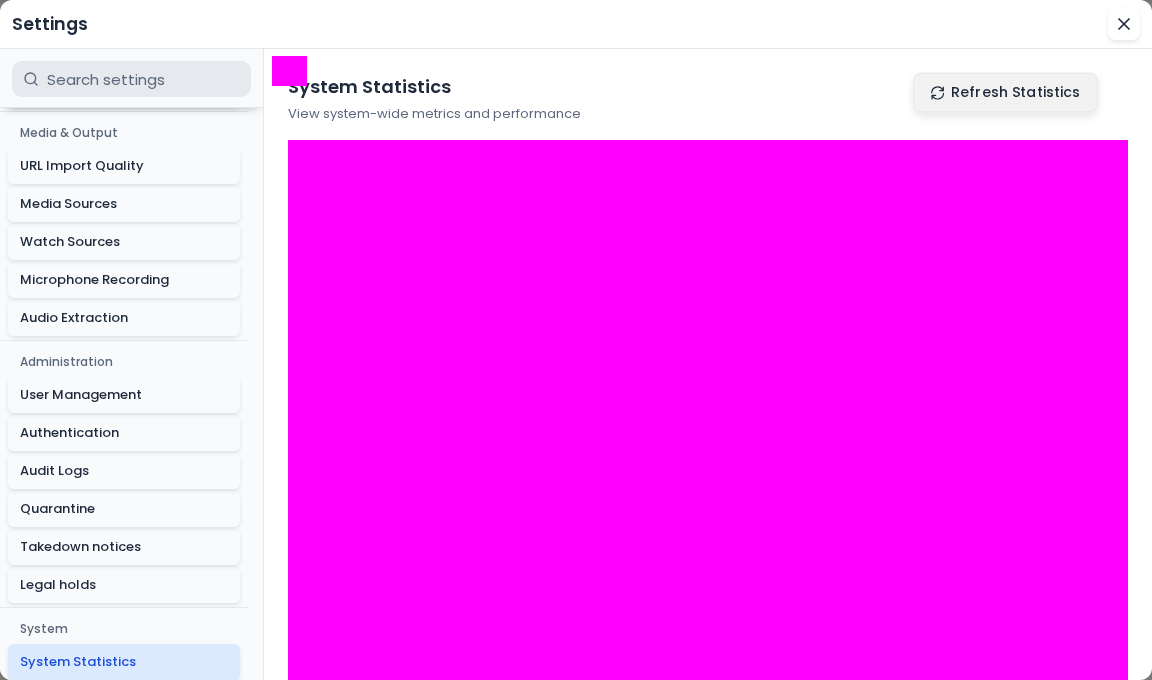 Settings
Search settings
Media & Output
URL Import Quality
Media Sources
Watch Sources
Microphone Recording
Audio Extraction
Administration
User Management
Authentication
Audit Logs
Quarantine
Takedown notices
Legal holds
System
System Statistics
System Statistics
View system-wide metrics and performance
Refresh Statistics